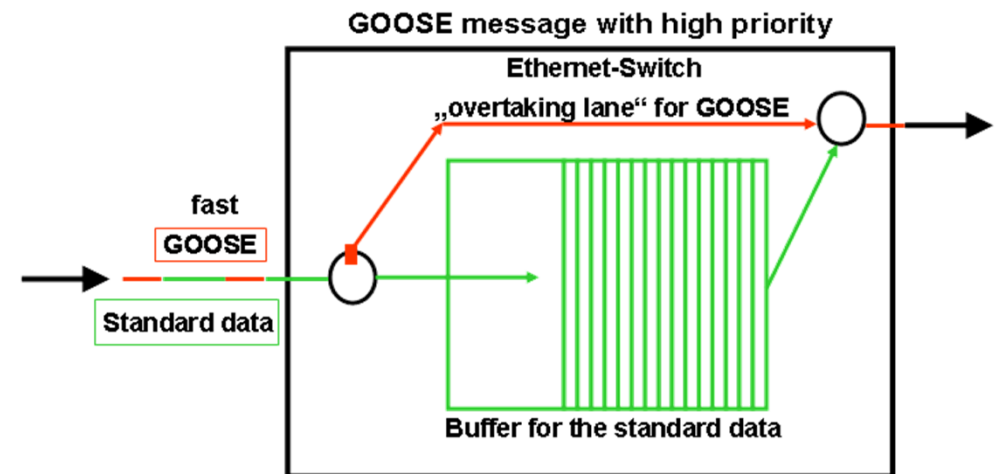 GOOSE message with high priority
Ethernet-Switch
„overtaking lane“ for GOOSE
fast
GOOSE
Standard data
Buffer for the standard data